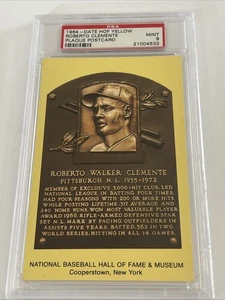 PSA
1964-DATE HOF YELLOW
ROBERTO CLEMENTE
PLAQUE POSTCARD
MINT
9
21004632
ROBERTO WALKER CLEMENTE
PITTSBURGH N.L. 1955-1972
MEMBER OF EXCLUSIVE 3,000-HIT CLUB. LED
NATIONAL LEAGUE IN BATTING FOUR TIMES.
HAD FOUR SEASONS WITH 200 OR MORE HITS
WHILE POSTING LIFETIME .317 AVERAGE AND
240 HOME RUNS. WON MOST VALUABLE PLAYER
AWARD 1966. RIFLE-ARMED DEFENSIVE STAR
SET N.L. MARK BY PACING OUTFIELDERS IN
ASSISTS FIVE YEARS. BATTED .362 IN TWO
WORLD SERIES, HITTING IN ALL 14 GAMES.
NATIONAL BASEBALL HALL OF FAME & MUSEUM
Cooperstown, New York